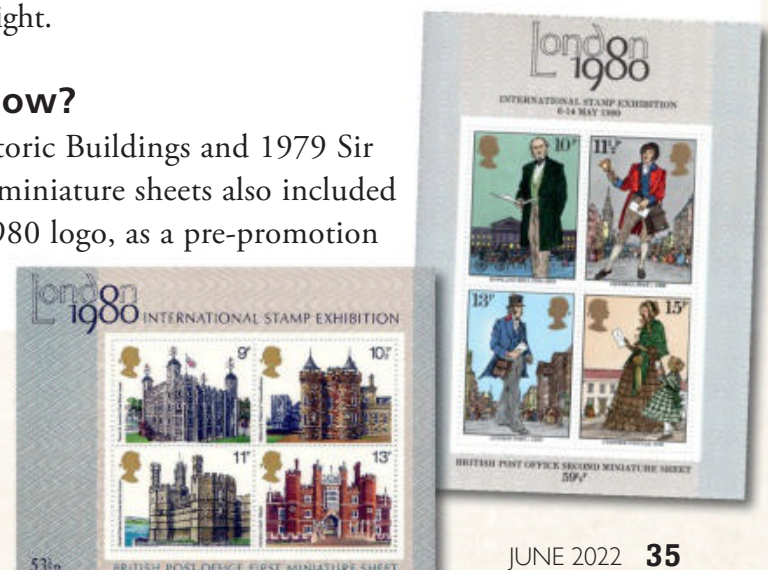 ight.
ow?
toric Buildings and 1979 Sir
miniature sheets also included
980 logo, as a pre-promotion
London
1980 INTERNATIONAL STAMP EXHIBITION
9P
10½P
11P
13P
53½p
BRITISH POST OFFICE FIRST MINIATURE SHEET
London
1980
INTERNATIONAL STAMP EXHIBITION
6-14 MAY 1980
10P
11½P
13P
15P
BRITISH POST OFFICE SECOND MINIATURE SHEET
59½P
JUNE 2022 35